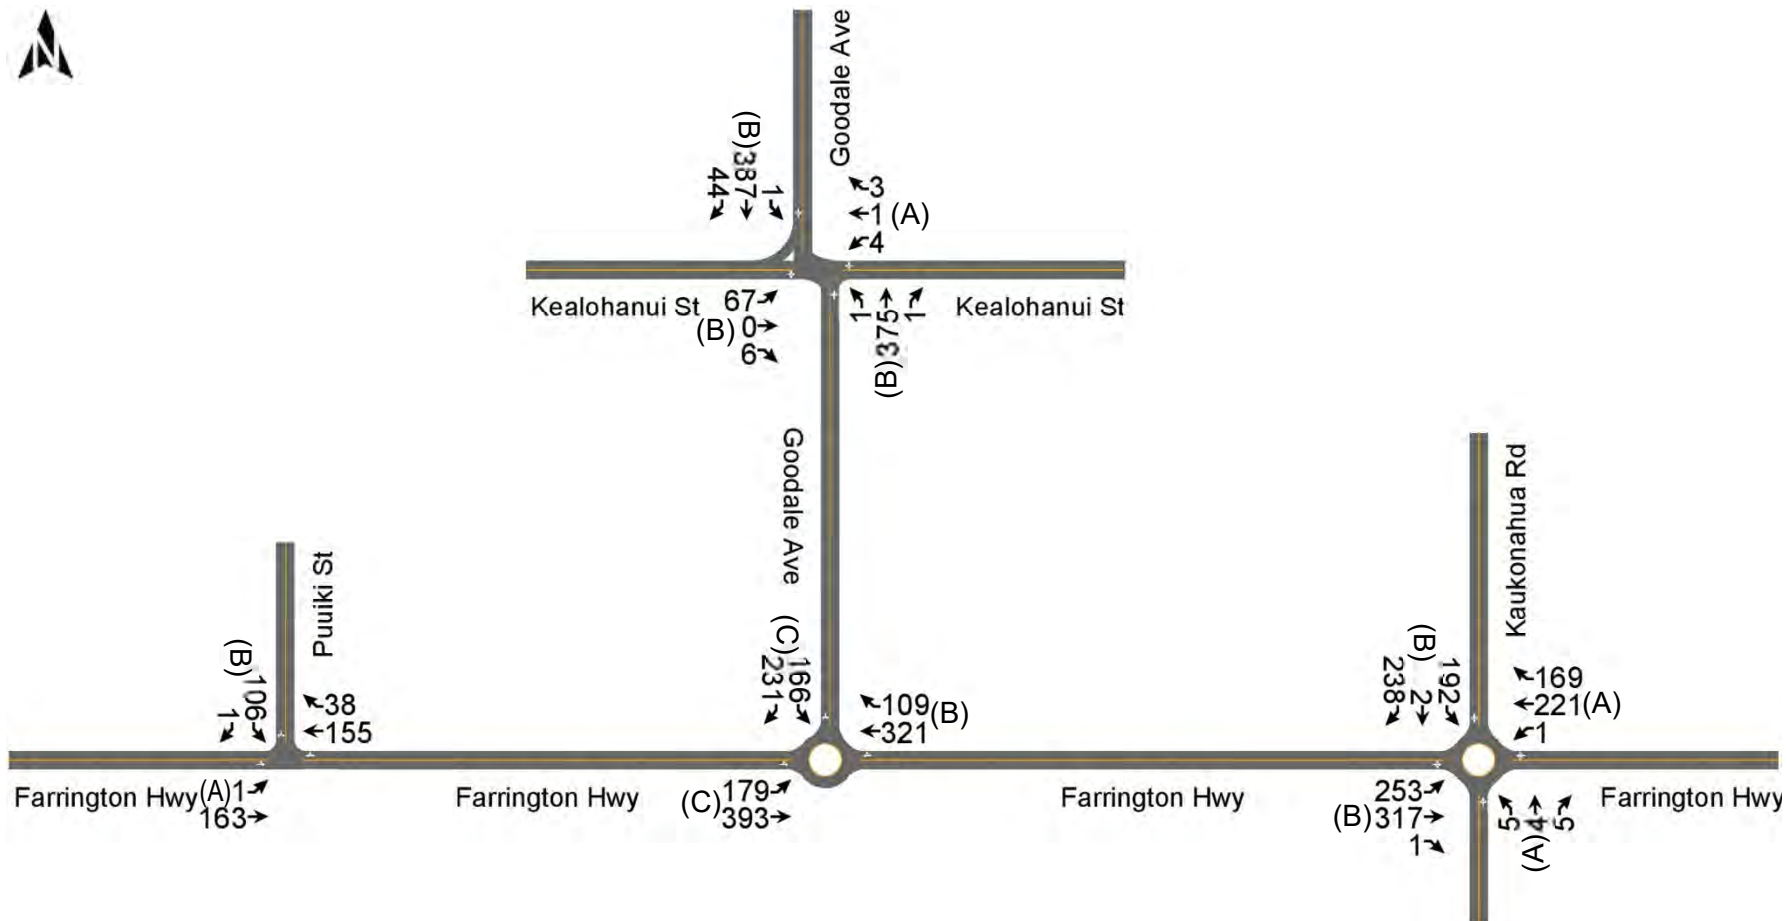 N
Goodale Ave
(B)387
44
1
3
1 (A)
4
Kealohanui St
67
(B) 0
6
1
(B)375
1
Kealohanui St
Goodale Ave
Puuiki St
(B)106
1
38
155
Farrington Hwy
(A)1
163
Farrington Hwy
(C)166
231
109
321
(B)
(C)
179
393
Farrington Hwy
Kaukonahua Rd
(B)
192
2
238
169
221(A)
1
253
(B)317
1
5
(A)4
5
Farrington Hwy